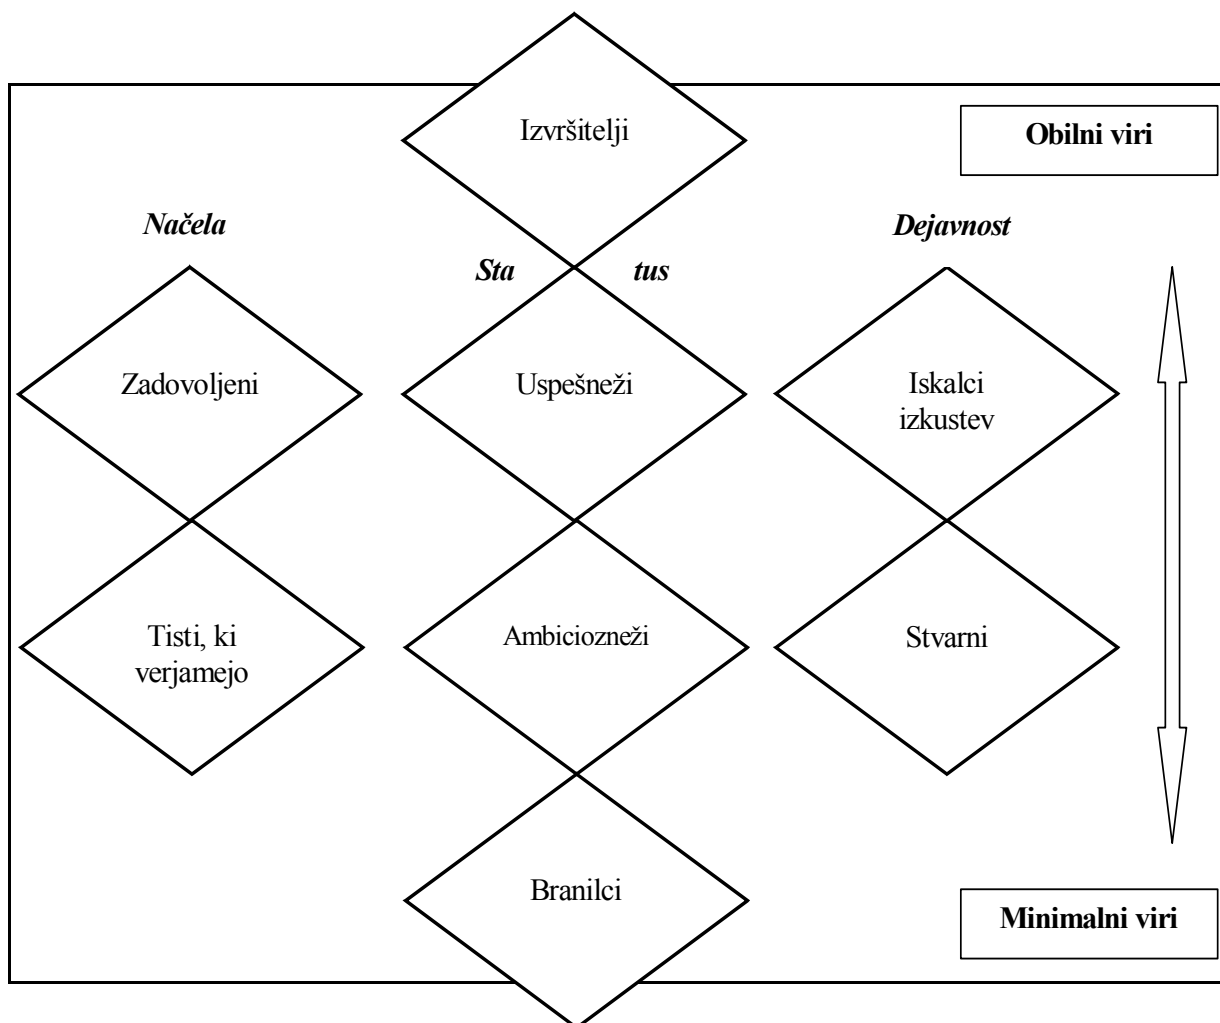 Izvršitelji
Obilni viri
Načela
Dejavnost
Sta tus
Zadovoljeni
Uspešneži
Iskalci
izkustev
Tisti, ki
verjamejo
Ambiciozneži
Stvarni
Branilci
Minimalni viri